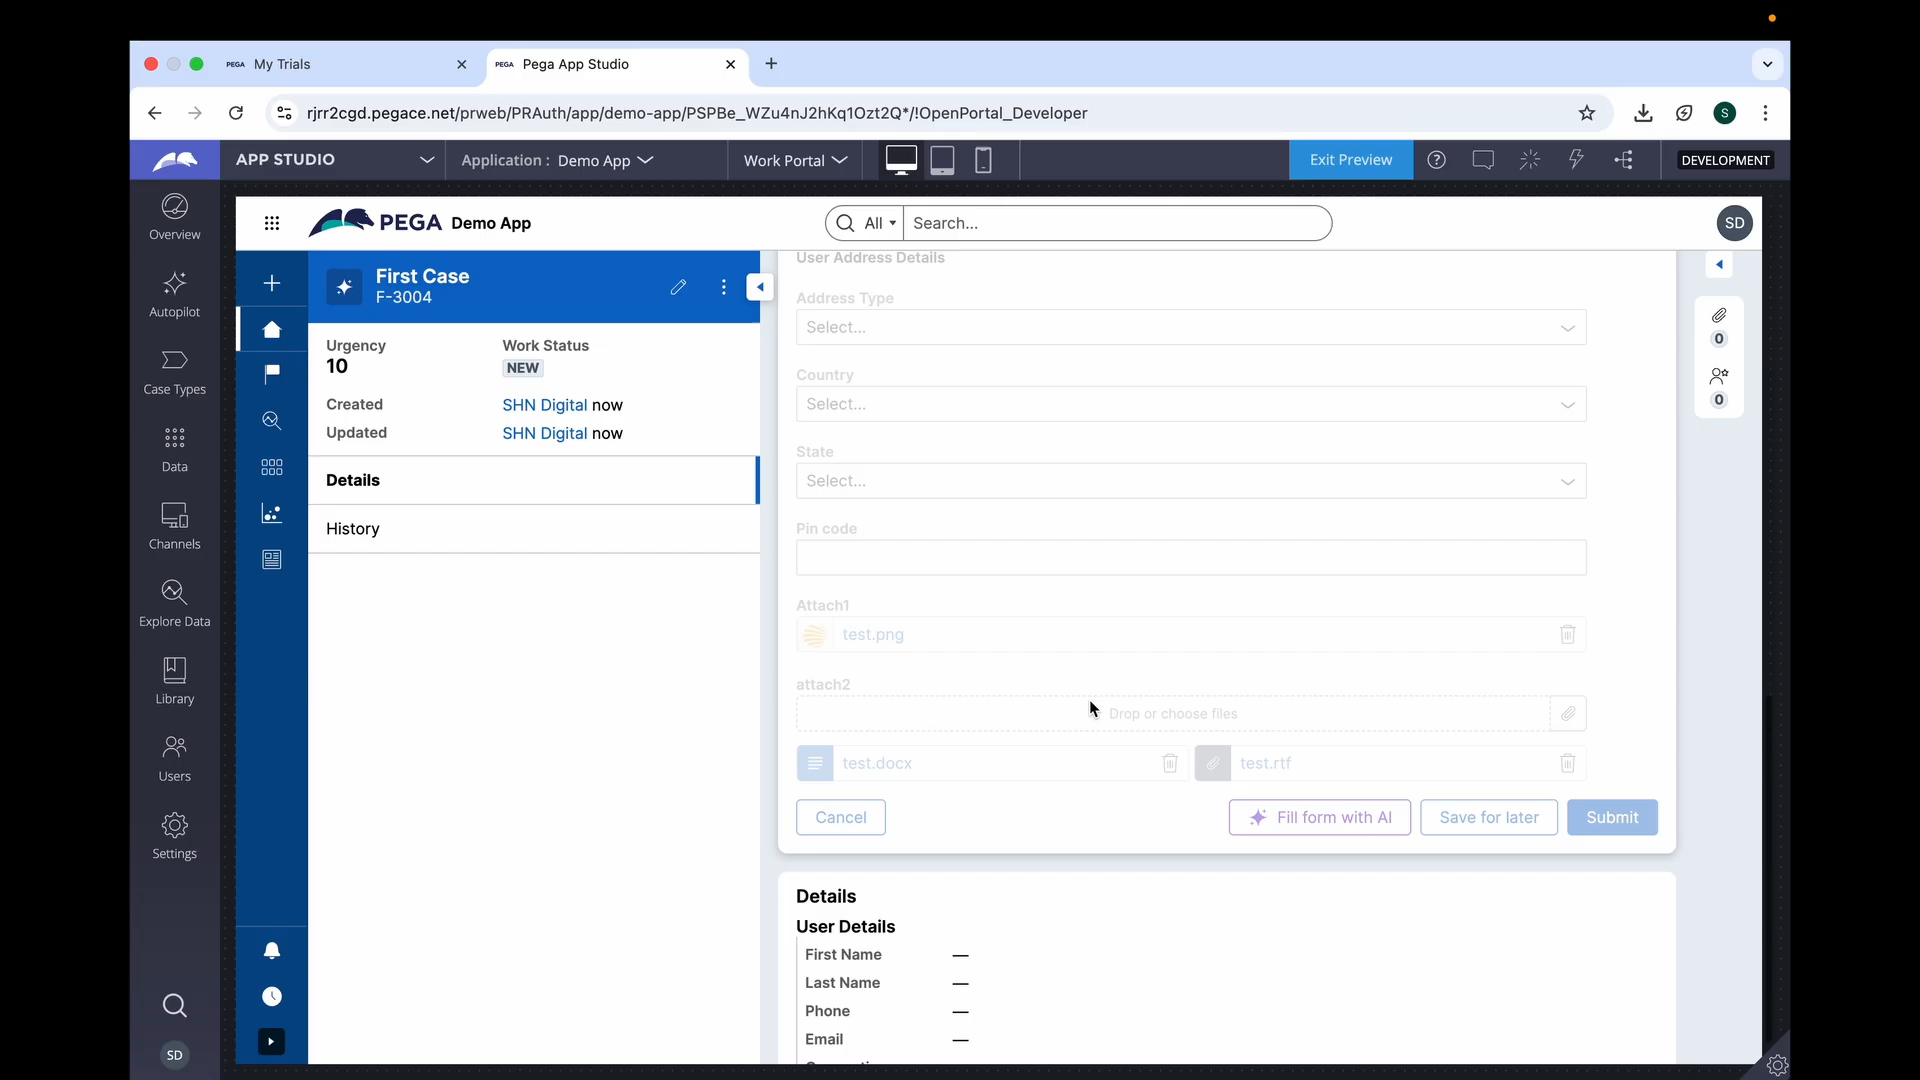 PEGA My Trials
PEGA Pega App Studio
rjrr2cgd.pegace.net/prweb/PRAuth/app/demo-app/PSPBe_WZu4nJ2hKq1Ozt2Q*/!OpenPortal_Developer
S
APP STUDIO
Application : Demo App
Work Portal
Exit Preview
DEVELOPMENT
Overview
Autopilot
Case Types
Data
Channels
Explore Data
Library
Users
Settings
SD
PEGA Demo App
All
Search...
SD
First Case
F-3004
Urgency
10
Work Status
NEW
Created SHN Digital now
Updated SHN Digital now
Details
History
User Address Details
Address Type
Select...
Country
Select...
State
Select...
Pin code
Attach1
test.png
attach2
Drop or choose files
test.docx
test.rtf
Cancel
Fill form with AI
Save for later
Submit
0
0
Details
User Details
First Name —
Last Name —
Phone —
Email —